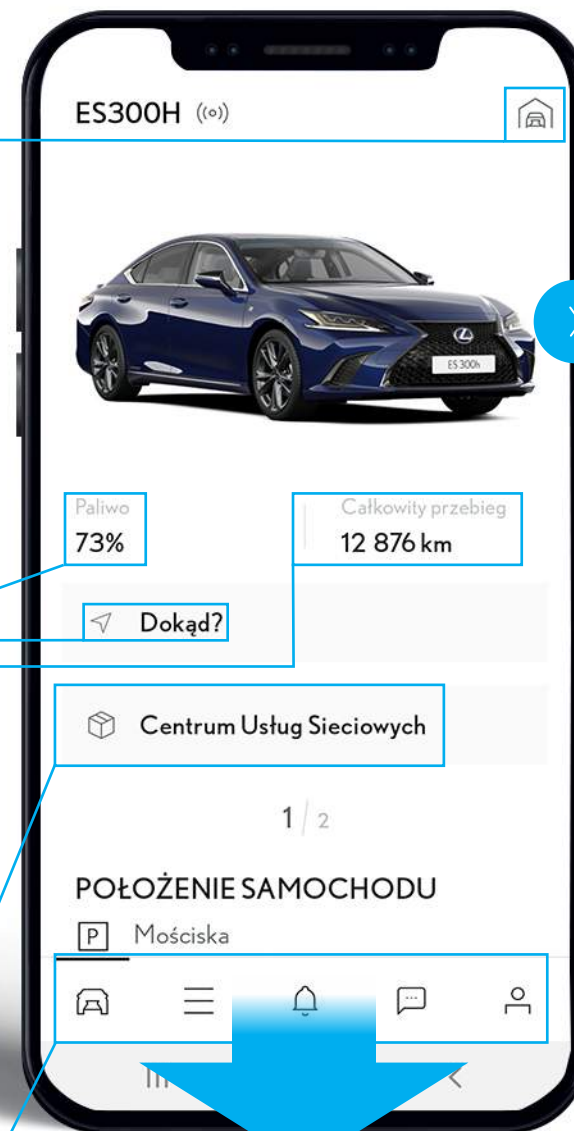 ES300H
ES 300h
Paliwo
73%
Całkowity przebieg
12 876 km
Dokąd?
Centrum Usług Sieciowych
1 / 2
POŁOŻENIE SAMOCHODU
P Mościska